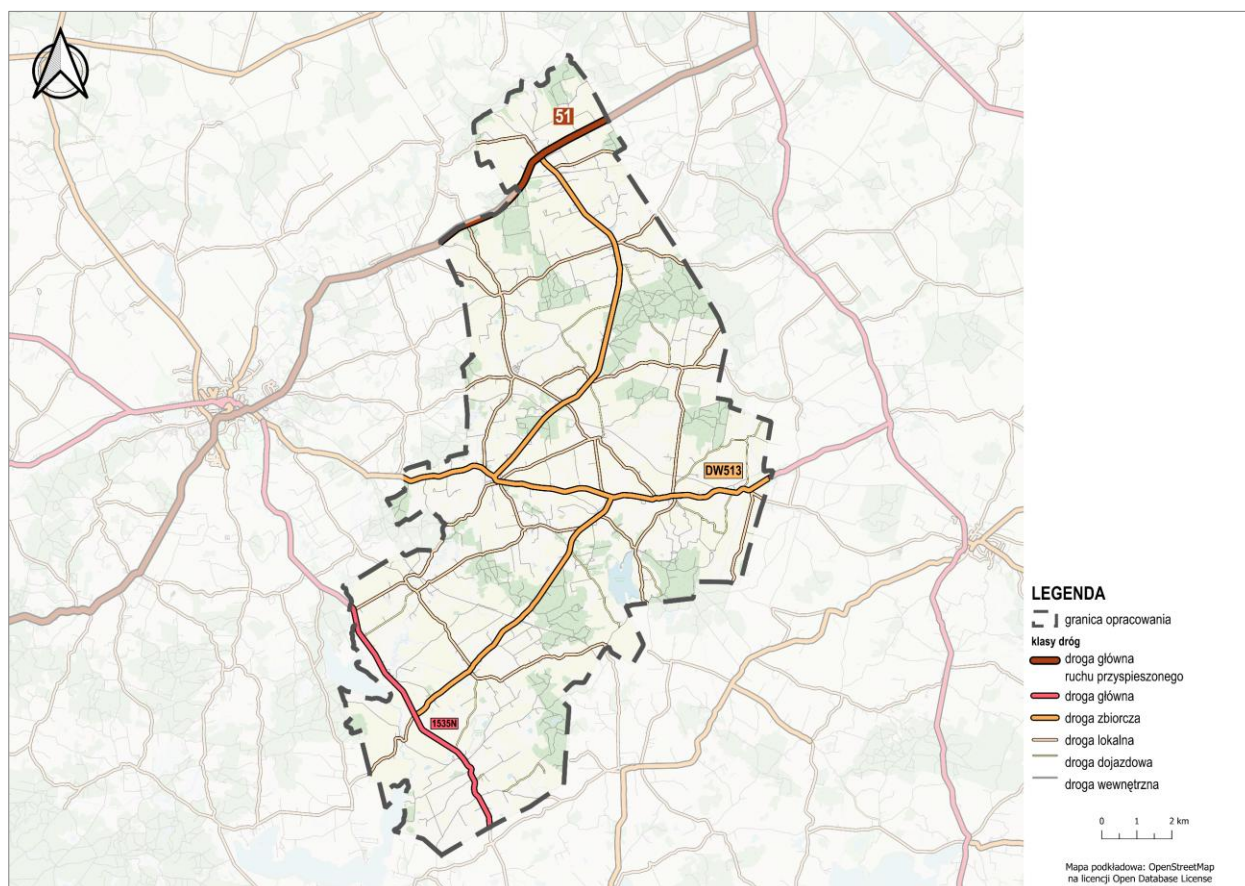 51
DW513
1535N
LEGENDA
granica opracowania
klasy dróg
droga główna
ruchu przyspieszonego
droga główna
droga zbiorcza
droga lokalna
droga dojazdowa
droga wewnętrzna
0 1 2 km
Mapa podkładowa: OpenStreetMap
na licencji Open Database License